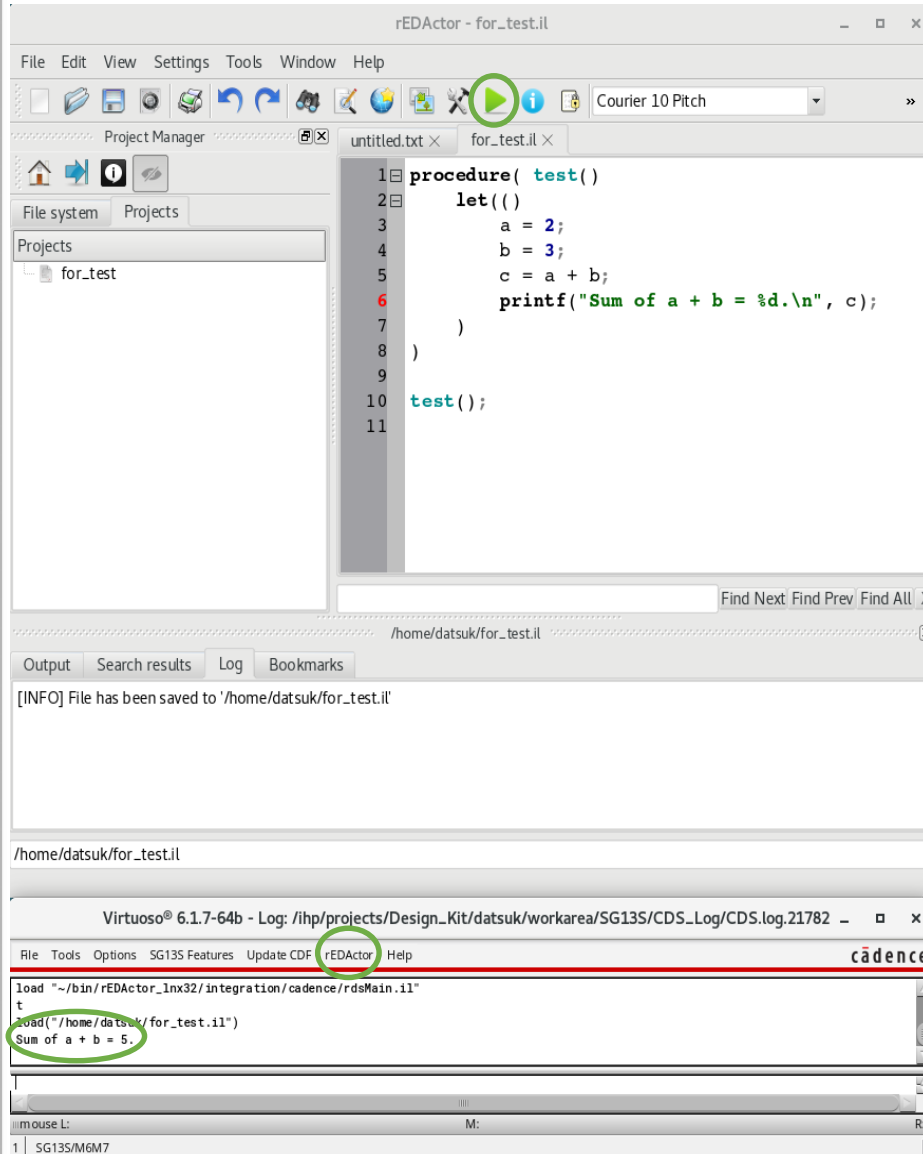 rEDActor - for_test.il
File Edit View Settings Tools Window Help
Courier 10 Pitch
»
Project Manager
untitled.txt
for_test.il
File system Projects
Projects
for_test
1 procedure( test()
2 let(()
3 a = 2;
4 b = 3;
5 c = a + b;
6 printf("Sum of a + b = %d.\n", c);
7 )
8 )
9
10 test();
11
Find Next Find Prev Find All
/home/datsuk/for_test.il
Output Search results Log Bookmarks
[INFO] File has been saved to '/home/datsuk/for_test.il'
/home/datsuk/for_test.il
Virtuoso® 6.1.7-64b - Log: /ihp/projects/Design_Kit/datsuk/workarea/SG13S/CDS_Log/CDS.log.21782
File Tools Options SG13S Features Update CDF rEDActor Help
cādence
load "~/bin/rEDActor_lnx32/integration/cadence/rdsMain.il"
t
load("/home/datsuk/for_test.il")
Sum of a + b = 5.
mouse L: M: R
1 SG13S/M6M7